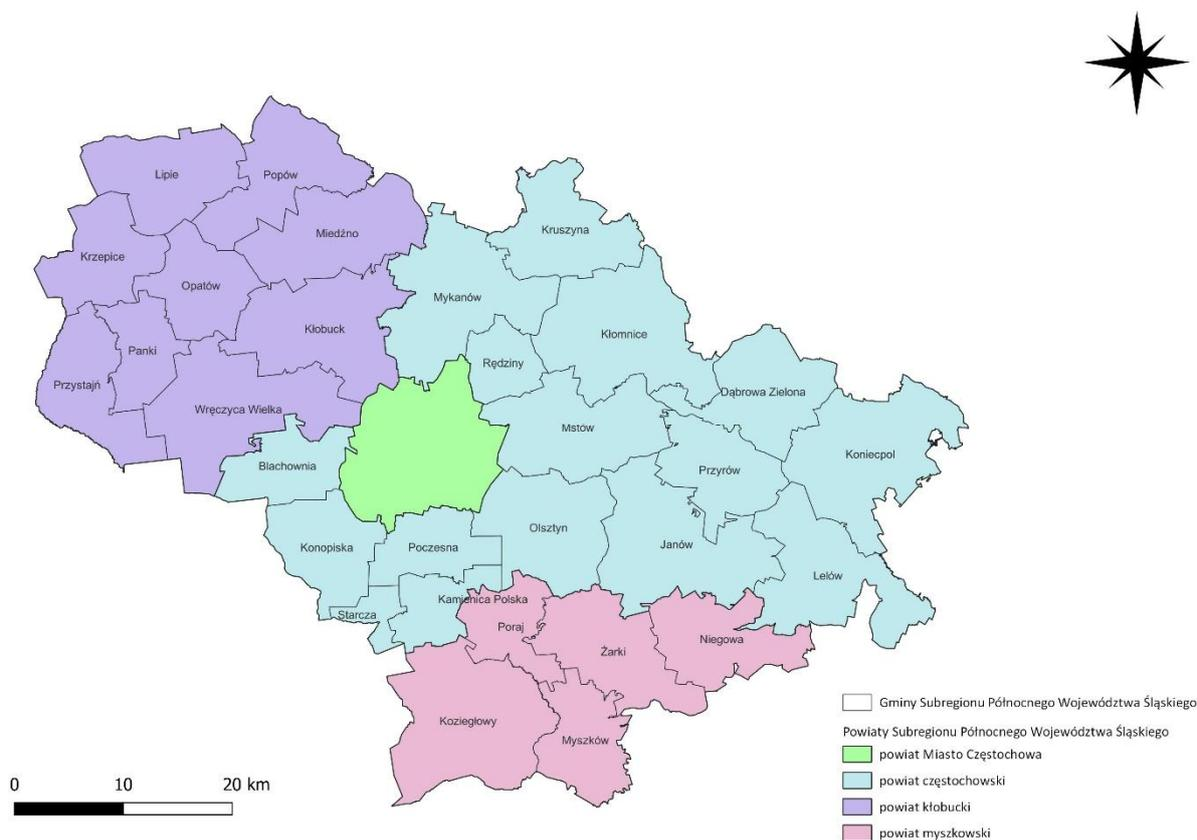 Lipie
Popów
Miedźno
Kruszyna
Krzepice
Opatów
Mykanów
Kłobuck
Kłomnice
Panki
Rędziny
Przystajń
Dąbrowa Zielona
Wręczyca Wielka
Mstów
Koniecpol
Blachownia
Przyrów
Olsztyn
Konopiska
Poczesna
Janów
Lelów
Kamienica Polska
Starcza
Poraj
Niegowa
Żarki
Koziegłowy
Myszków
Gminy Subregionu Północnego Województwa Śląskiego
Powiaty Subregionu Północnego Województwa Śląskiego
powiat Miasto Częstochowa
powiat częstochowski
powiat kłobucki
powiat myszkowski
0 10 20 km